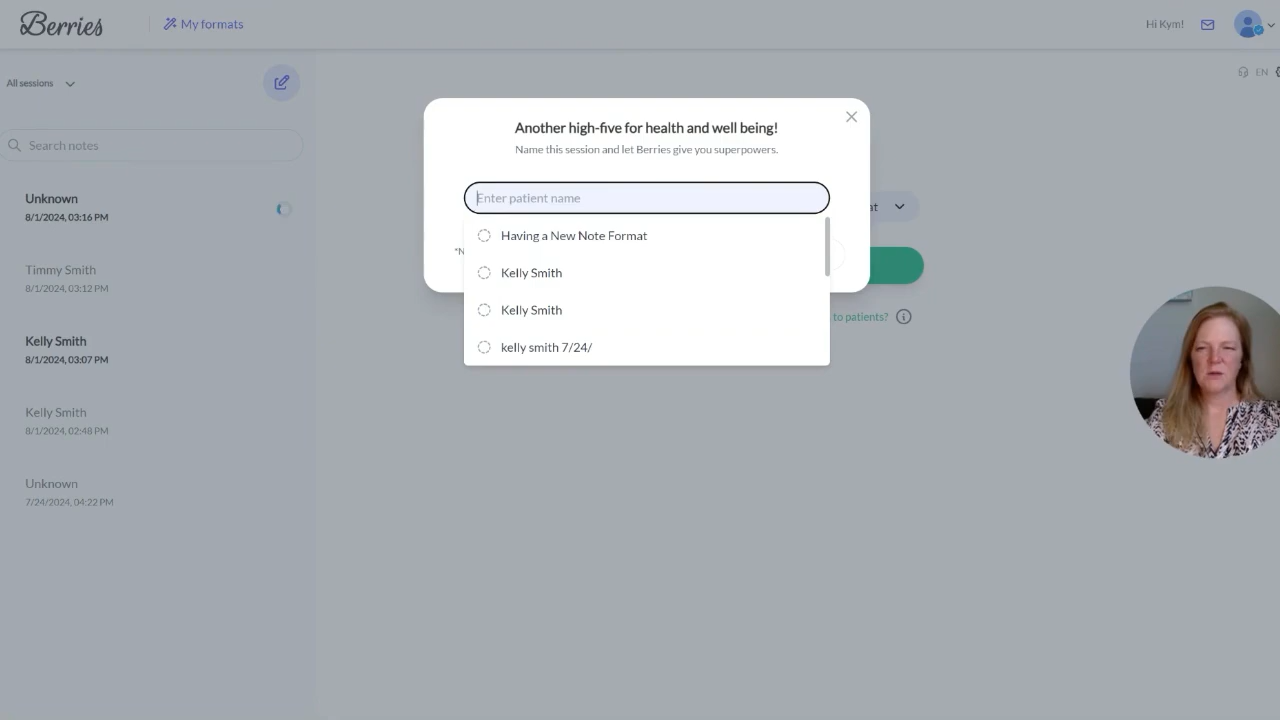 Berries
My formats
Hi Kym!
All sessions
EN
Search notes
Unknown
8/1/2024, 03:16 PM
Timmy Smith
8/1/2024, 03:12 PM
Kelly Smith
8/1/2024, 03:07 PM
Kelly Smith
8/1/2024, 02:48 PM
Unknown
7/24/2024, 04:22 PM
Another high-five for health and well being!
Name this session and let Berries give you superpowers.
Enter patient name
Having a New Note Format
Kelly Smith
Kelly Smith
kelly smith 7/24/
to patients?